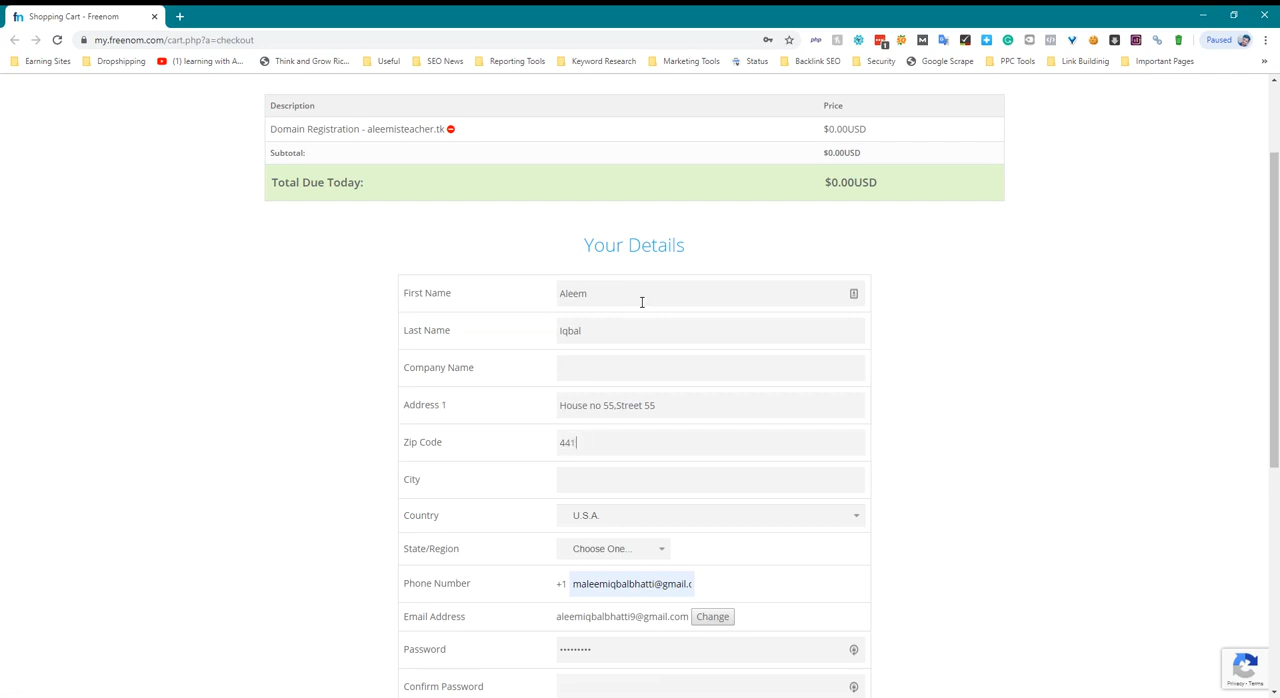 Shopping Cart - Freenom
my.freenom.com/cart.php?a=checkout
php
Paused
Earning Sites
Dropshipping
(1) learning with A...
Think and Grow Ric...
Useful
SEO News
Reporting Tools
Keyword Research
Marketing Tools
Status
Backlink SEO
Security
Google Scrape
PPC Tools
Link Buildinig
Important Pages
»
Description Price
Domain Registration - aleemisteacher.tk $0.00USD
Subtotal: $0.00USD
Total Due Today: $0.00USD
Your Details
First Name Aleem
Last Name Iqbal
Company Name
Address 1 House no 55,Street 55
Zip Code 441
City
Country U.S.A.
State/Region Choose One...
Phone Number +1 maleemiqbalbhatti@gmail.c
Email Address aleemiqbalbhatti9@gmail.com Change
Password •••••••••
Confirm Password
Privacy - Terms